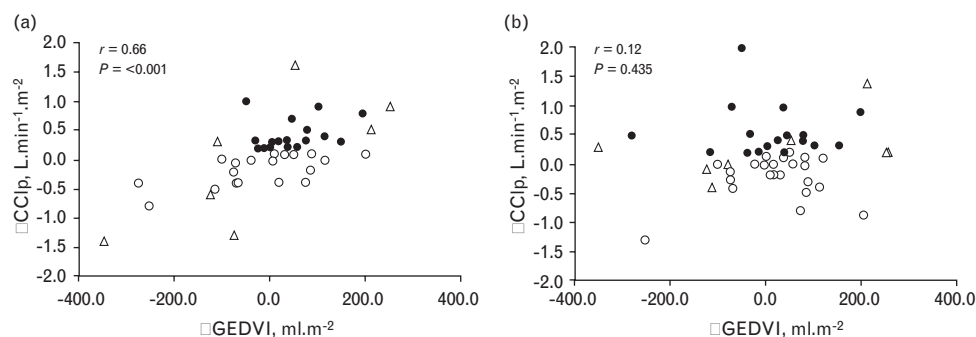 (a)
r = 0.66
P = <0.001
2.0
1.5
1.0
0.5
0.0
-0.5
-1.0
-1.5
-2.0
□CCIp, L.min⁻¹.m⁻²
-400.0 -200.0 0.0 200.0 400.0
□GEDVI, ml.m⁻²
(b)
r = 0.12
P = 0.435
2.0
1.5
1.0
0.5
0.0
-0.5
-1.0
-1.5
-2.0
□CCIp, L.min⁻¹.m⁻²
-400.0 -200.0 0.0 200.0 400.0
□GEDVI, ml.m⁻²